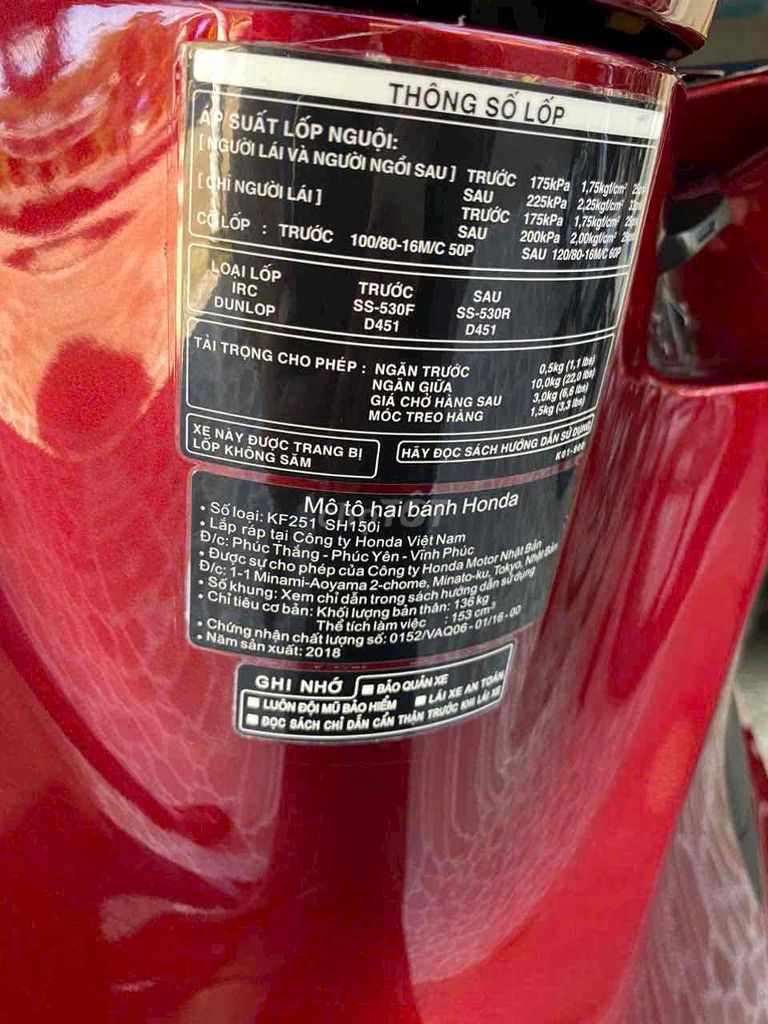 THÔNG SỐ LỐP
ÁP SUẤT LỐP NGUỘI:
[ NGƯỜI LÁI VÀ NGƯỜI NGỒI SAU ] TRƯỚC 175kPa 1,75kgf/cm²
SAU 225kPa 2,25kgf/cm²
[ CHỈ NGƯỜI LÁI ] TRƯỚC 175kPa 1,75kgf/cm²
SAU 200kPa 2,00kgf/cm²
CỠ LỐP : TRƯỚC 100/80-16M/C 50P SAU 120/80-16M/C 60P
LOẠI LỐP TRƯỚC SAU
IRC SS-530F SS-530R
DUNLOP D451 D451
TẢI TRỌNG CHO PHÉP : NGĂN TRƯỚC 0,5kg (1,1 lbs)
NGĂN GIỮA 10,0kg (22,0 lbs)
GIÁ CHỞ HÀNG SAU 3,0kg (6,6 lbs)
MÓC TREO HÀNG 1,5kg (3,3 lbs)
XE NÀY ĐƯỢC TRANG BỊ
LỐP KHÔNG SĂM
HÃY ĐỌC SÁCH HƯỚNG DẪN SỬ DỤNG
Mô tô hai bánh Honda
• Số loại: KF251 SH150i
• Lắp ráp tại Công ty Honda Việt Nam
Đ/c: Phúc Thắng - Phúc Yên - Vĩnh Phúc
• Được sự cho phép của Công ty Honda Motor Nhật Bản
Đ/c: 1-1 Minami-Aoyama 2-chome, Minato-ku, Tokyo, Nhật Bản
• Số khung: Xem chỉ dẫn trong sách hướng dẫn sử dụng
• Chỉ tiêu cơ bản: Khối lượng bản thân: 136 kg
Thể tích làm việc : 153 cm³
• Chứng nhận chất lượng số: 0152/VAQ06 - 01/16 - 00
• Năm sản xuất: 2018
GHI NHỚ ■ BẢO QUẢN XE
■ LUÔN ĐỘI MŨ BẢO HIỂM ■ LÁI XE AN TOÀN
■ ĐỌC SÁCH CHỈ DẪN CẨN THẬN TRƯỚC KHI LÁI XE